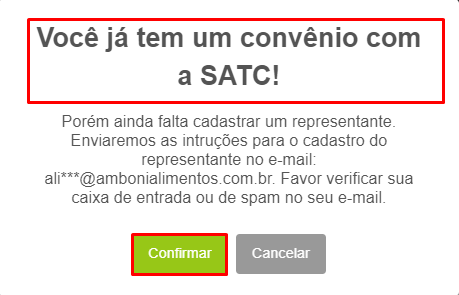 Você já tem um convênio com
a SATC!
Porém ainda falta cadastrar um representante.
Enviaremos as intruções para o cadastro do
representante no e-mail:
ali***@ambonialimentos.com.br. Favor verificar sua
caixa de entrada ou de spam no seu e-mail.
Confirmar Cancelar